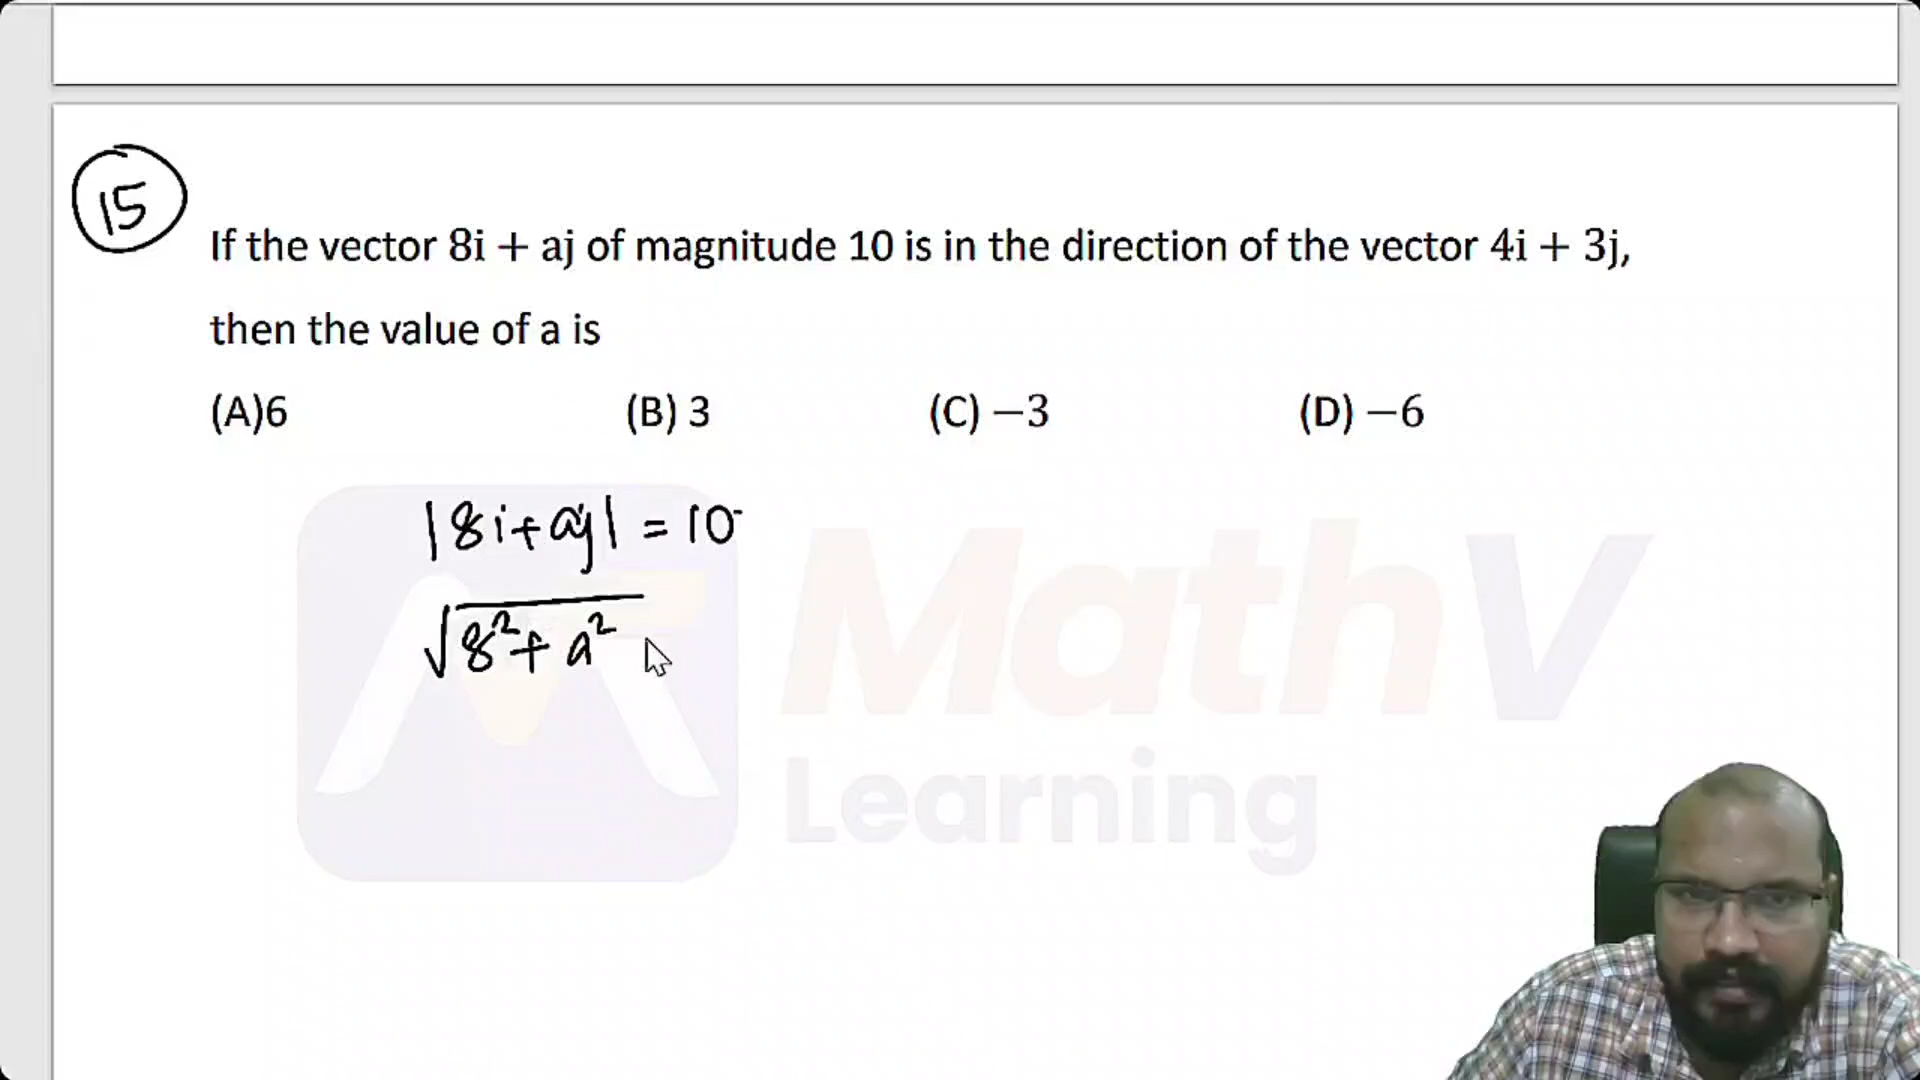 15
If the vector 8i + aj of magnitude 10 is in the direction of the vector 4i + 3j,
then the value of a is
(A)6 (B) 3 (C) −3 (D) −6
|8i+aj| = 10
√8²+a²
MathV
Learning